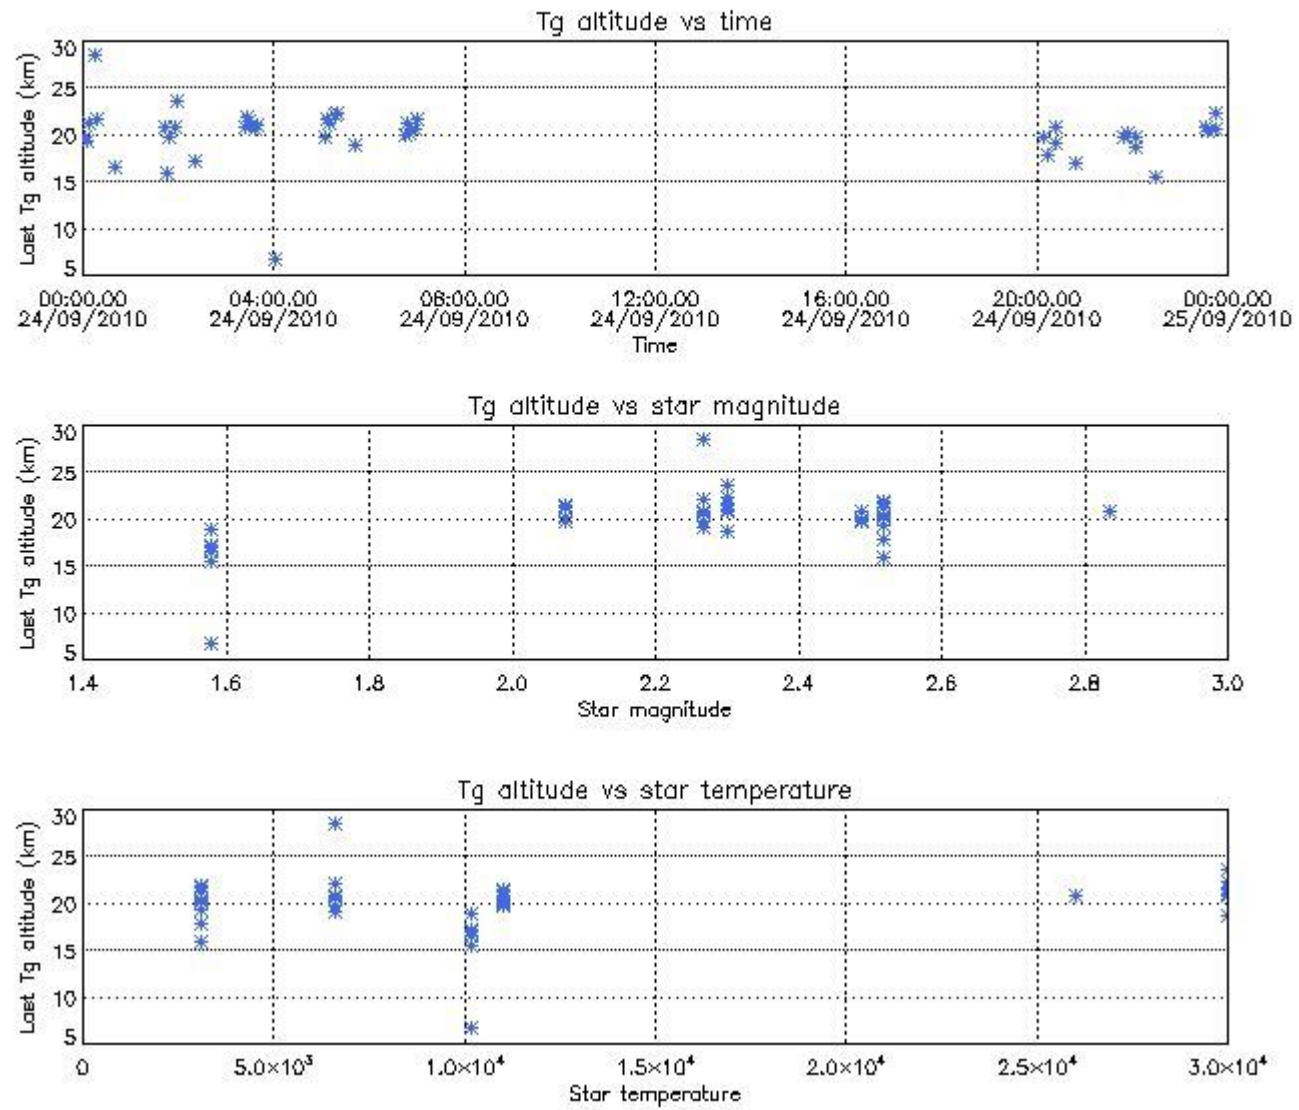 Tg altitude vs time
Last Tg altitude (km)
30
25
20
15
10
5
00:00.00 04:00.00 08:00.00 12:00.00 16:00.00 20:00.00 00:00.00
24/09/2010 24/09/2010 24/09/2010 24/09/2010 24/09/2010 24/09/2010 25/09/2010
Time
Tg altitude vs star magnitude
Last Tg altitude (km)
30
25
20
15
10
5
1.4 1.6 1.8 2.0 2.2 2.4 2.6 2.8 3.0
Star magnitude
Tg altitude vs star temperature
Last Tg altitude (km)
30
25
20
15
10
5
0 5.0×10³ 1.0×10⁴ 1.5×10⁴ 2.0×10⁴ 2.5×10⁴ 3.0×10⁴
Star temperature